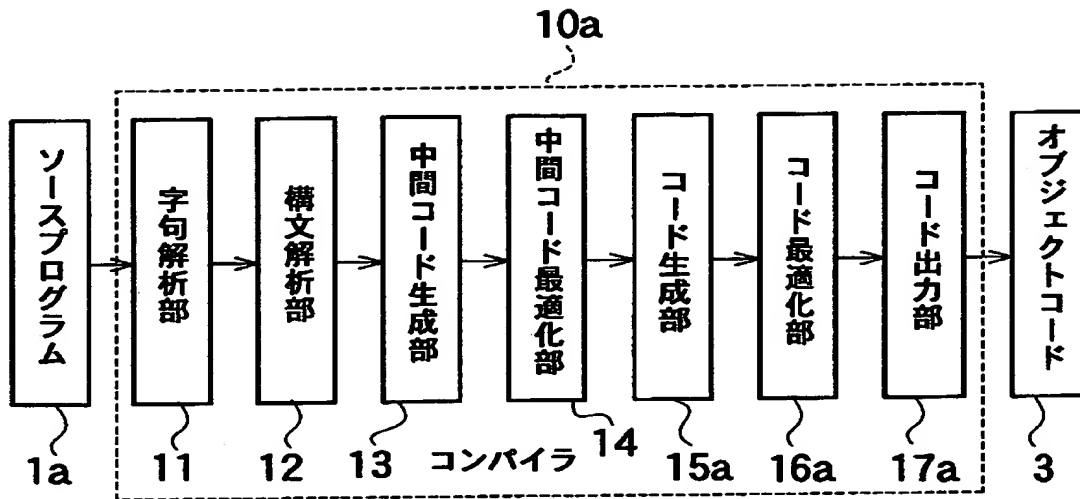 10a
ソースプログラム
字句解析部
構文解析部
中間コード生成部
中間コード最適化部
コード生成部
コード最適化部
コード出力部
オブジェクトコード
1a
11
12
13
コンパイラ
14
15a
16a
17a
3